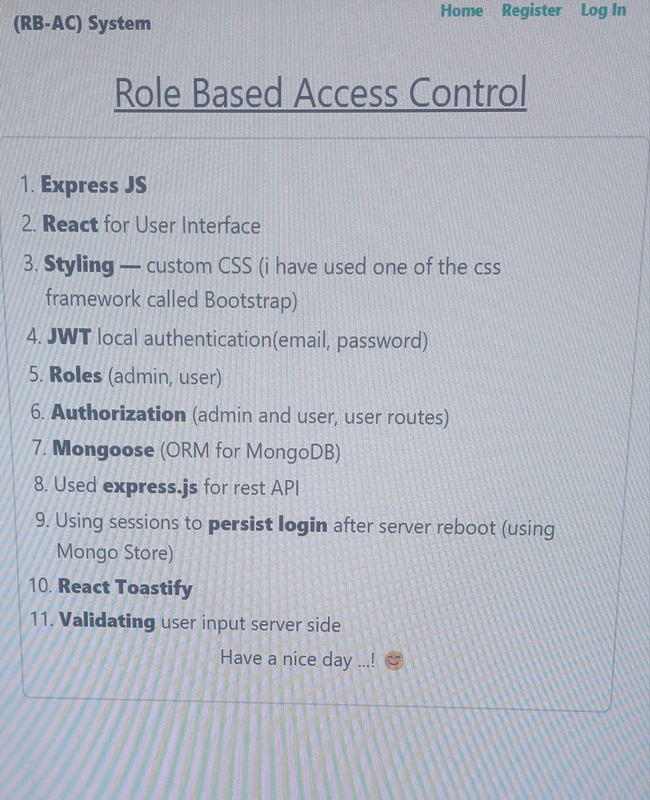 (RB-AC) System
Home Register Log In
Role Based Access Control
1. Express JS
2. React for User Interface
3. Styling — custom CSS (i have used one of the css
framework called Bootstrap)
4. JWT local authentication(email, password)
5. Roles (admin, user)
6. Authorization (admin and user, user routes)
7. Mongoose (ORM for MongoDB)
8. Used express.js for rest API
9. Using sessions to persist login after server reboot (using
Mongo Store)
10. React Toastify
11. Validating user input server side
Have a nice day ...! 😊